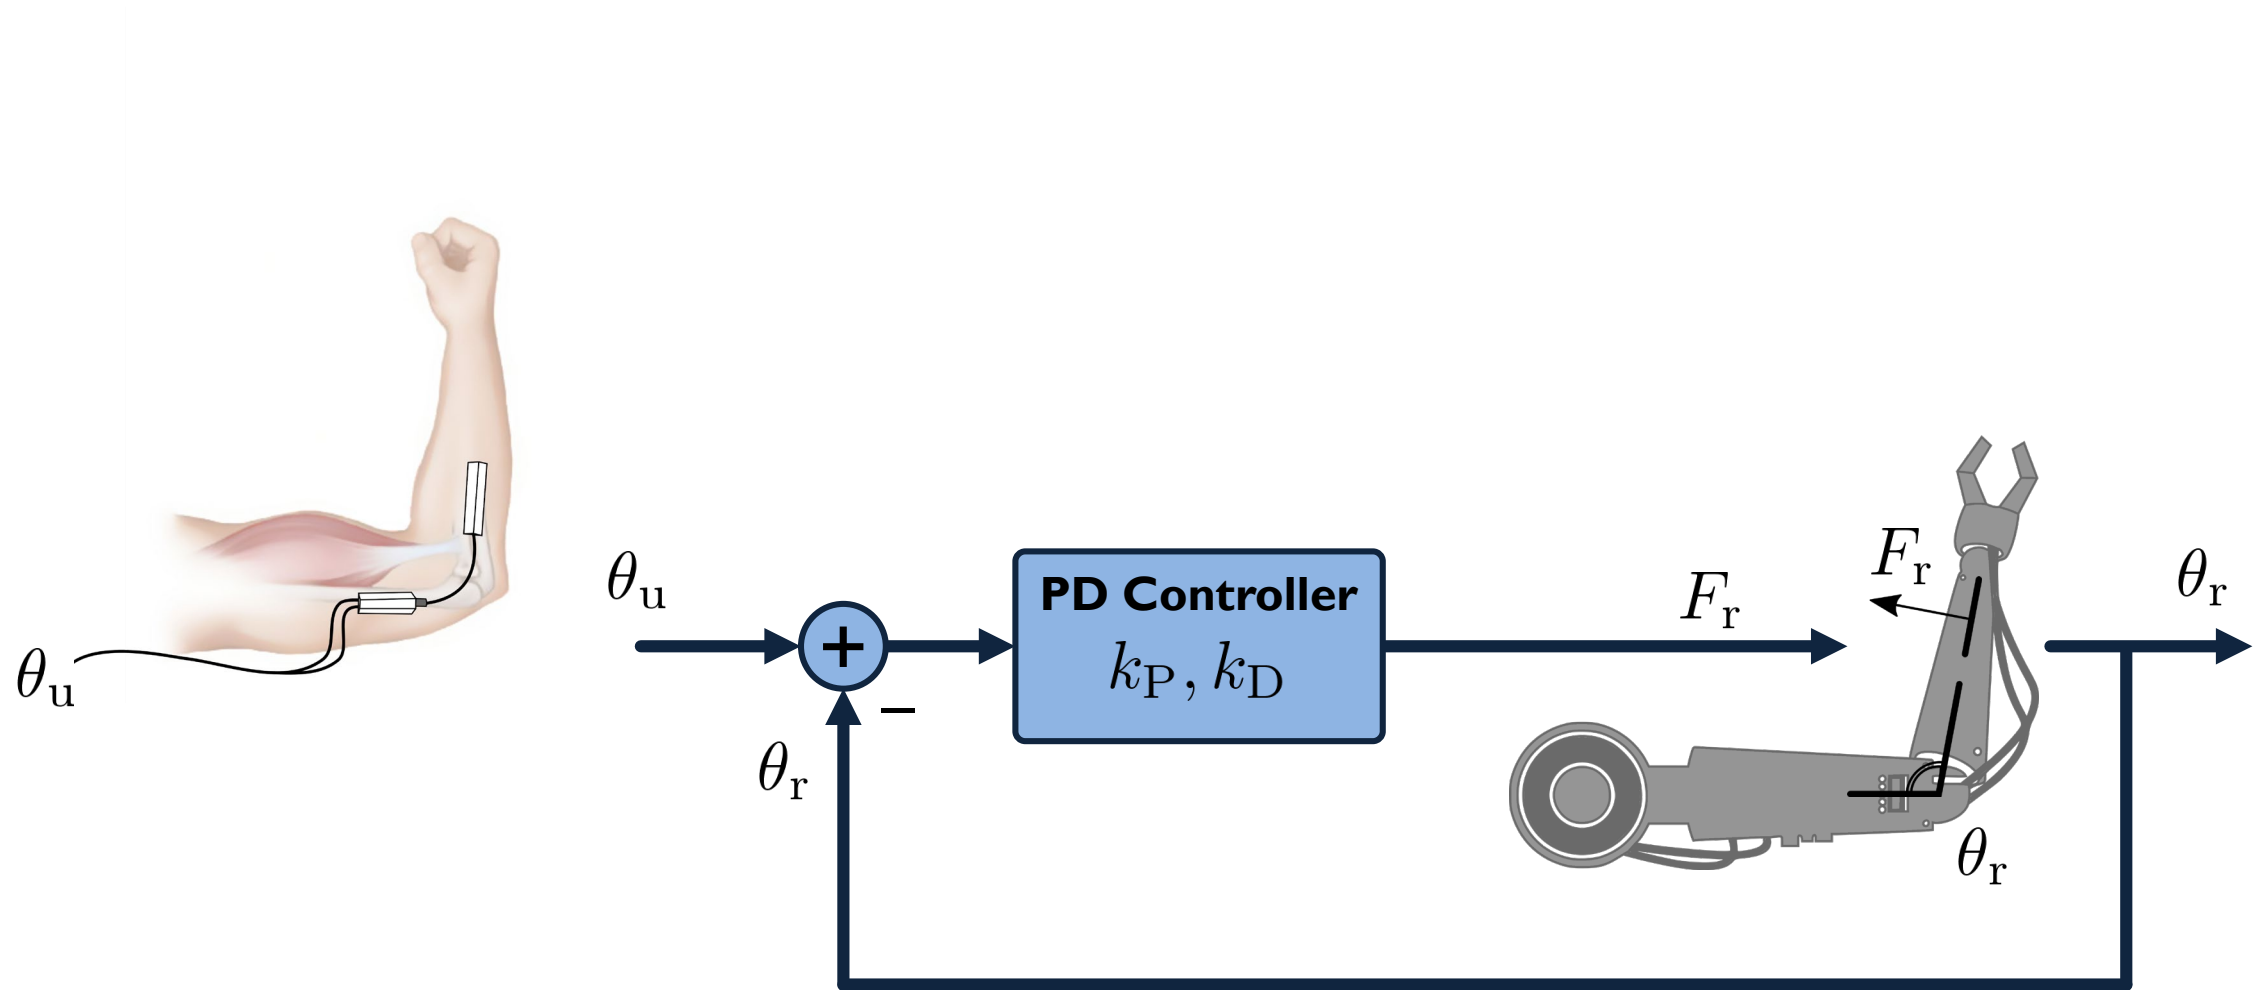 θu
θu
+
−
θr
PD Controller
kP, kD
Fr
Fr
θr
θr